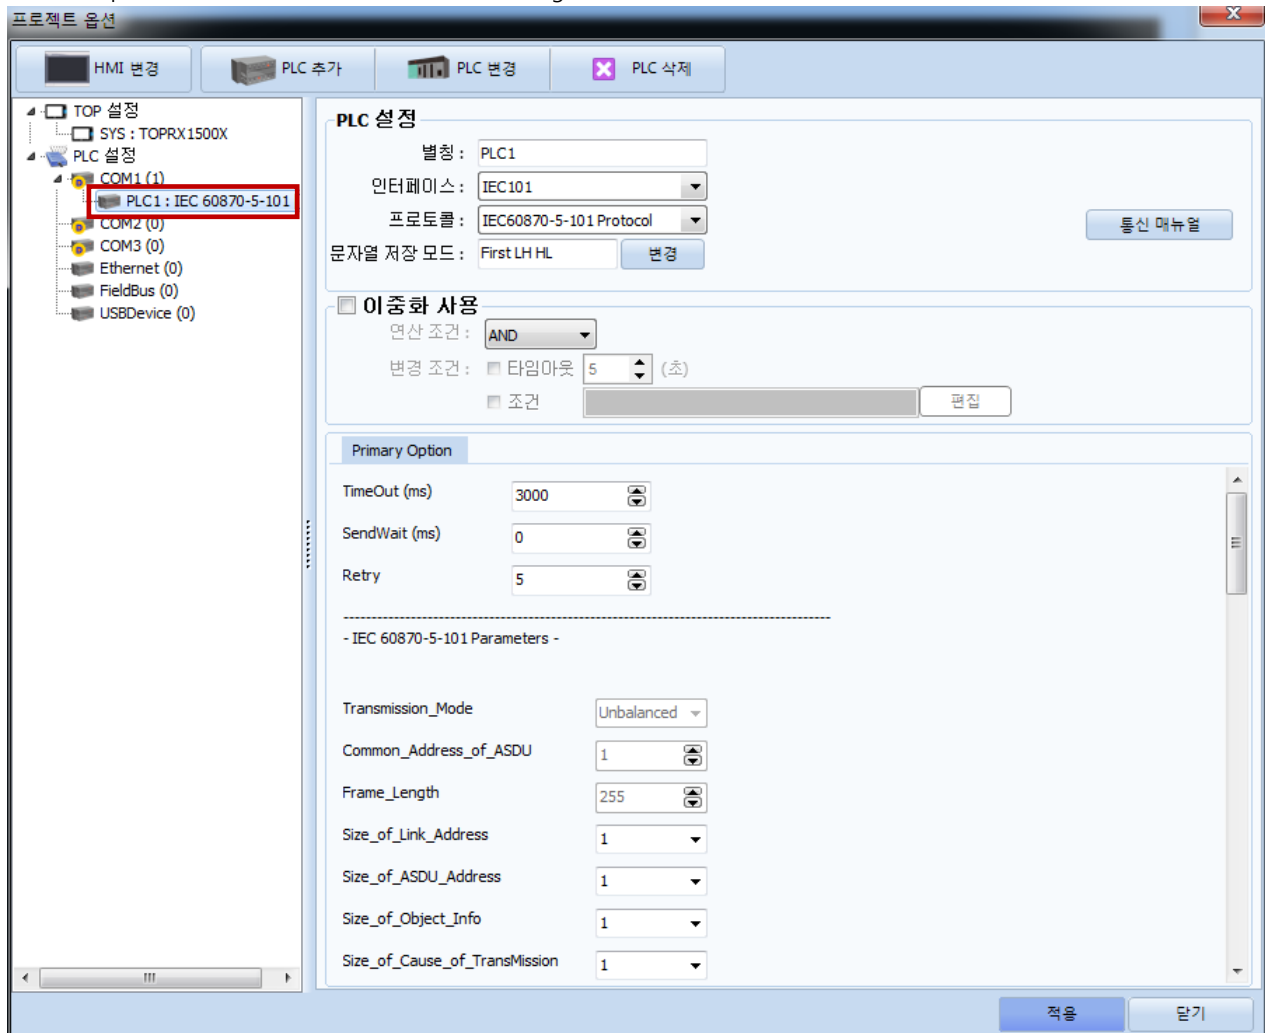 프로젝트 옵션
X
HMI 변경
PLC 추가
PLC 변경
PLC 삭제
TOP 설정
SYS : TOPRX1500X
PLC 설정
COM1 (1)
PLC1 : IEC 60870-5-101
COM2 (0)
COM3 (0)
Ethernet (0)
FieldBus (0)
USBDevice (0)
PLC 설정
별칭 : PLC1
인터페이스 : IEC101
프로토콜 : IEC60870-5-101 Protocol
통신 매뉴얼
문자열 저장 모드 : First LH HL 변경
이중화 사용
연산 조건 : AND
변경 조건 : 타임아웃 5 (초)
조건 편집
Primary Option
TimeOut (ms) 3000
SendWait (ms) 0
Retry 5
- IEC 60870-5-101 Parameters -
Transmission_Mode Unbalanced
Common_Address_of_ASDU 1
Frame_Length 255
Size_of_Link_Address 1
Size_of_ASDU_Address 1
Size_of_Object_Info 1
Size_of_Cause_of_TransMission 1
적용 닫기